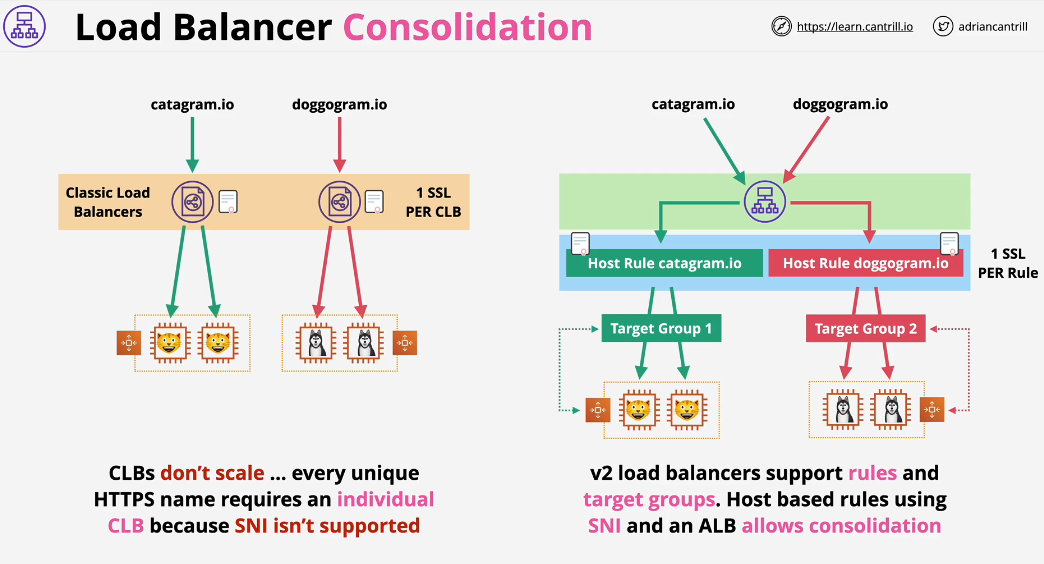 Load Balancer Consolidation
https://learn.cantrill.io
adriancantrill
catagram.io
doggogram.io
Classic Load
Balancers
1 SSL
PER CLB
CLBs don't scale ... every unique
HTTPS name requires an individual
CLB because SNI isn't supported
catagram.io
doggogram.io
Host Rule catagram.io
Host Rule doggogram.io
1 SSL
PER Rule
Target Group 1
Target Group 2
v2 load balancers support rules and
target groups. Host based rules using
SNI and an ALB allows consolidation